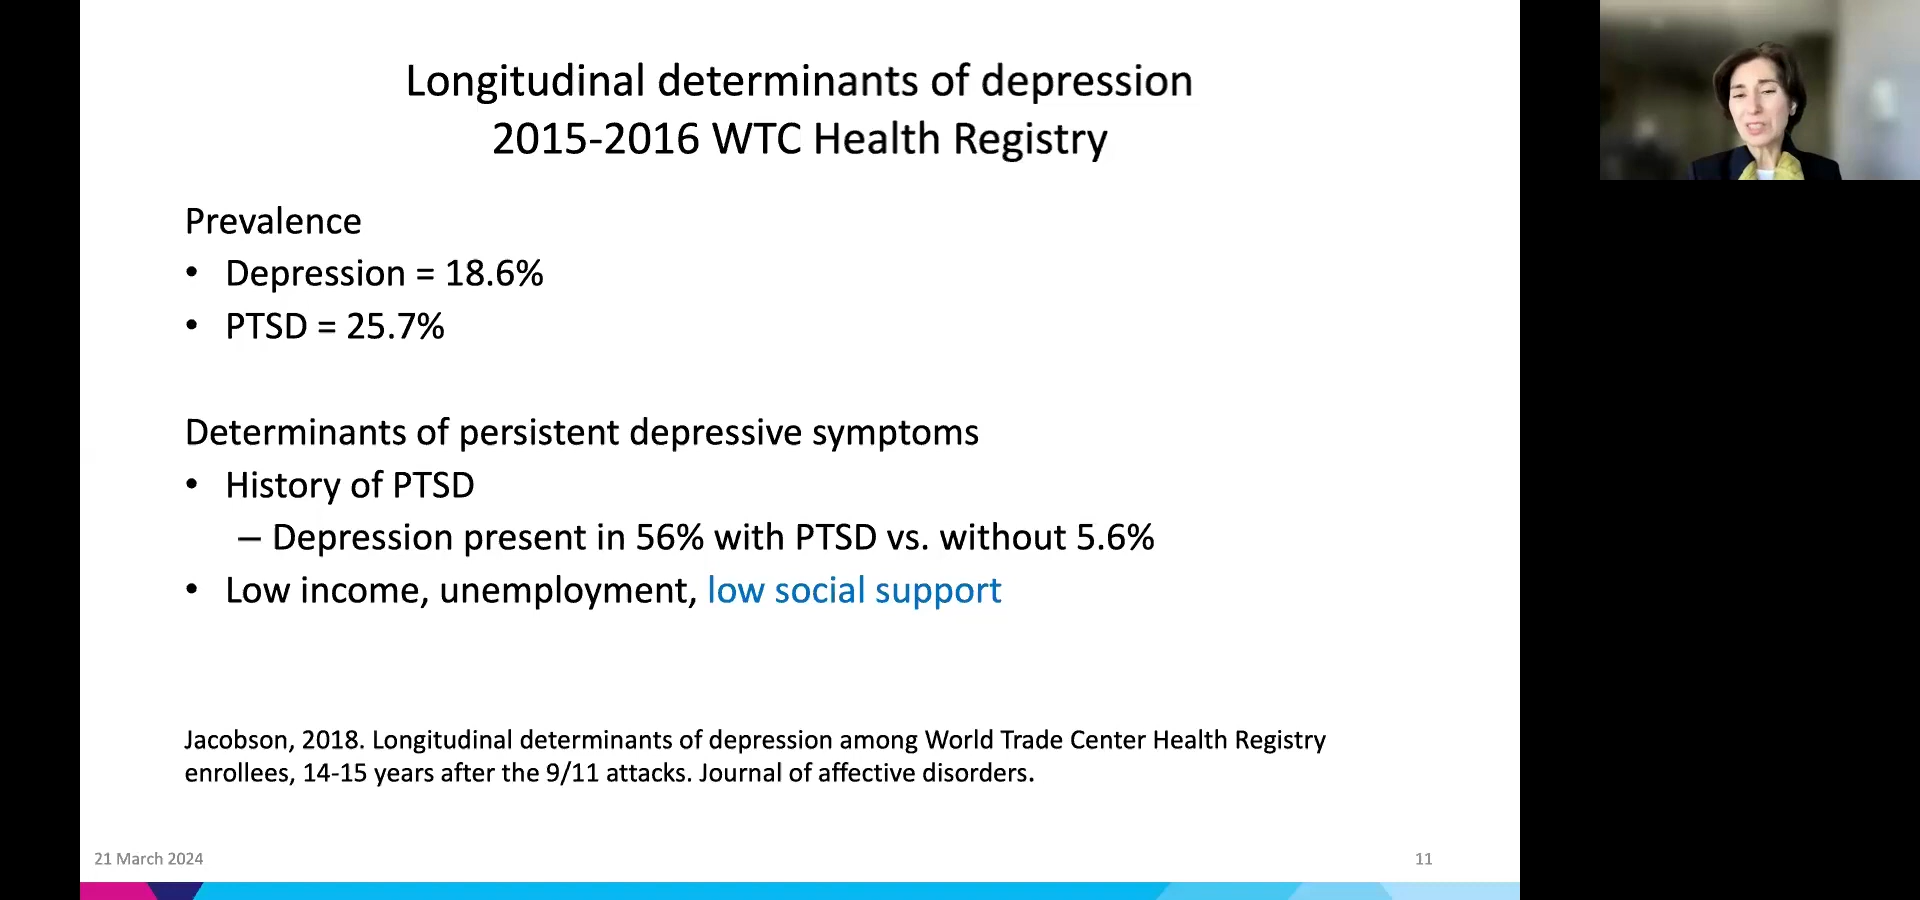 Longitudinal determinants of depression
2015-2016 WTC Health Registry
Prevalence
• Depression = 18.6%
• PTSD = 25.7%
Determinants of persistent depressive symptoms
• History of PTSD
– Depression present in 56% with PTSD vs. without 5.6%
• Low income, unemployment, low social support
Jacobson, 2018. Longitudinal determinants of depression among World Trade Center Health Registry
enrollees, 14-15 years after the 9/11 attacks. Journal of affective disorders.
21 March 2024
11